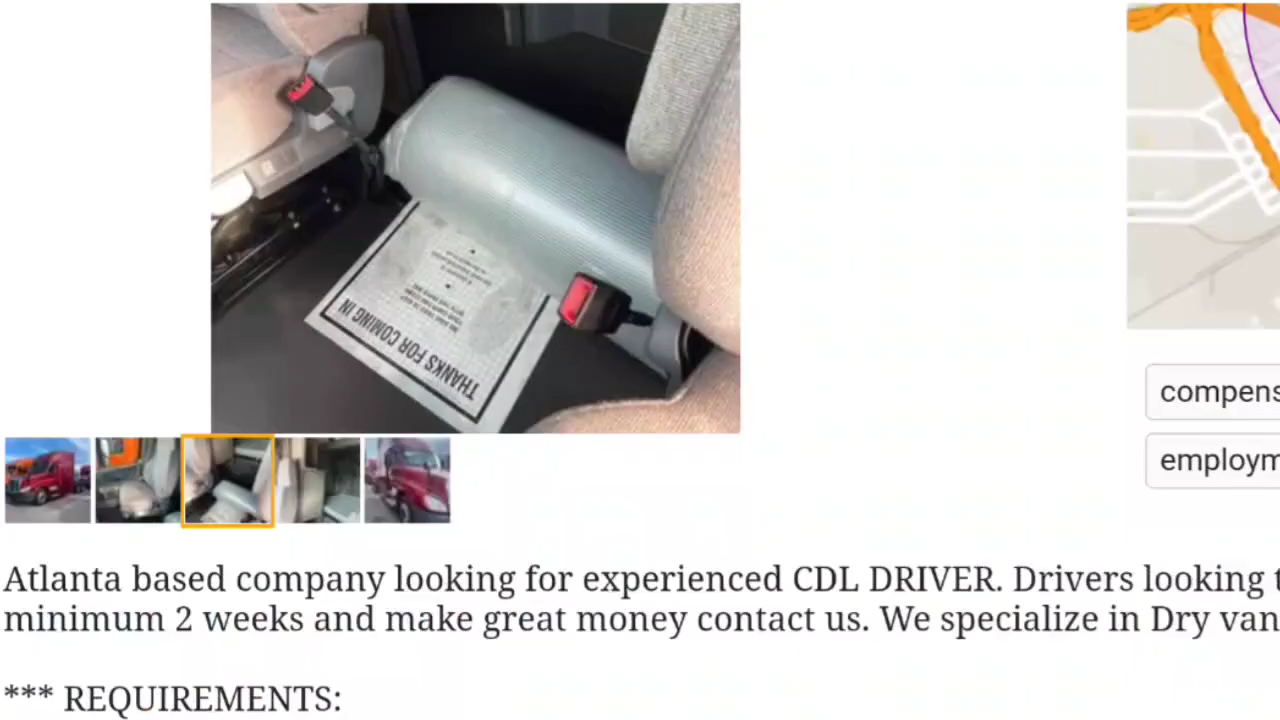 THANKS FOR COMING IN
compens
employm
Atlanta based company looking for experienced CDL DRIVER. Drivers looking t
minimum 2 weeks and make great money contact us. We specialize in Dry van
*** REQUIREMENTS: